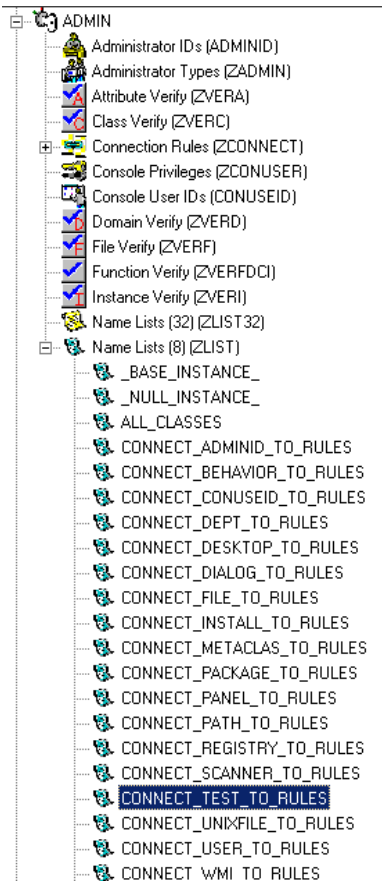 ADMIN
Administrator IDs (ADMINID)
Administrator Types (ZADMIN)
Attribute Verify (ZVERA)
Class Verify (ZVERC)
Connection Rules (ZCONNECT)
Console Privileges (ZCONUSER)
Console User IDs (CONUSEID)
Domain Verify (ZVERD)
File Verify (ZVERF)
Function Verify (ZVERFDCI)
Instance Verify (ZVERI)
Name Lists (32) (ZLIST32)
Name Lists (8) (ZLIST)
_BASE_INSTANCE_
_NULL_INSTANCE_
ALL_CLASSES
CONNECT_ADMINID_TO_RULES
CONNECT_BEHAVIOR_TO_RULES
CONNECT_CONUSEID_TO_RULES
CONNECT_DEPT_TO_RULES
CONNECT_DESKTOP_TO_RULES
CONNECT_DIALOG_TO_RULES
CONNECT_FILE_TO_RULES
CONNECT_INSTALL_TO_RULES
CONNECT_METACLAS_TO_RULES
CONNECT_PACKAGE_TO_RULES
CONNECT_PANEL_TO_RULES
CONNECT_PATH_TO_RULES
CONNECT_REGISTRY_TO_RULES
CONNECT_SCANNER_TO_RULES
CONNECT_TEST_TO_RULES
CONNECT_UNIXFILE_TO_RULES
CONNECT_USER_TO_RULES
CONNECT_WMI_TO_RULES